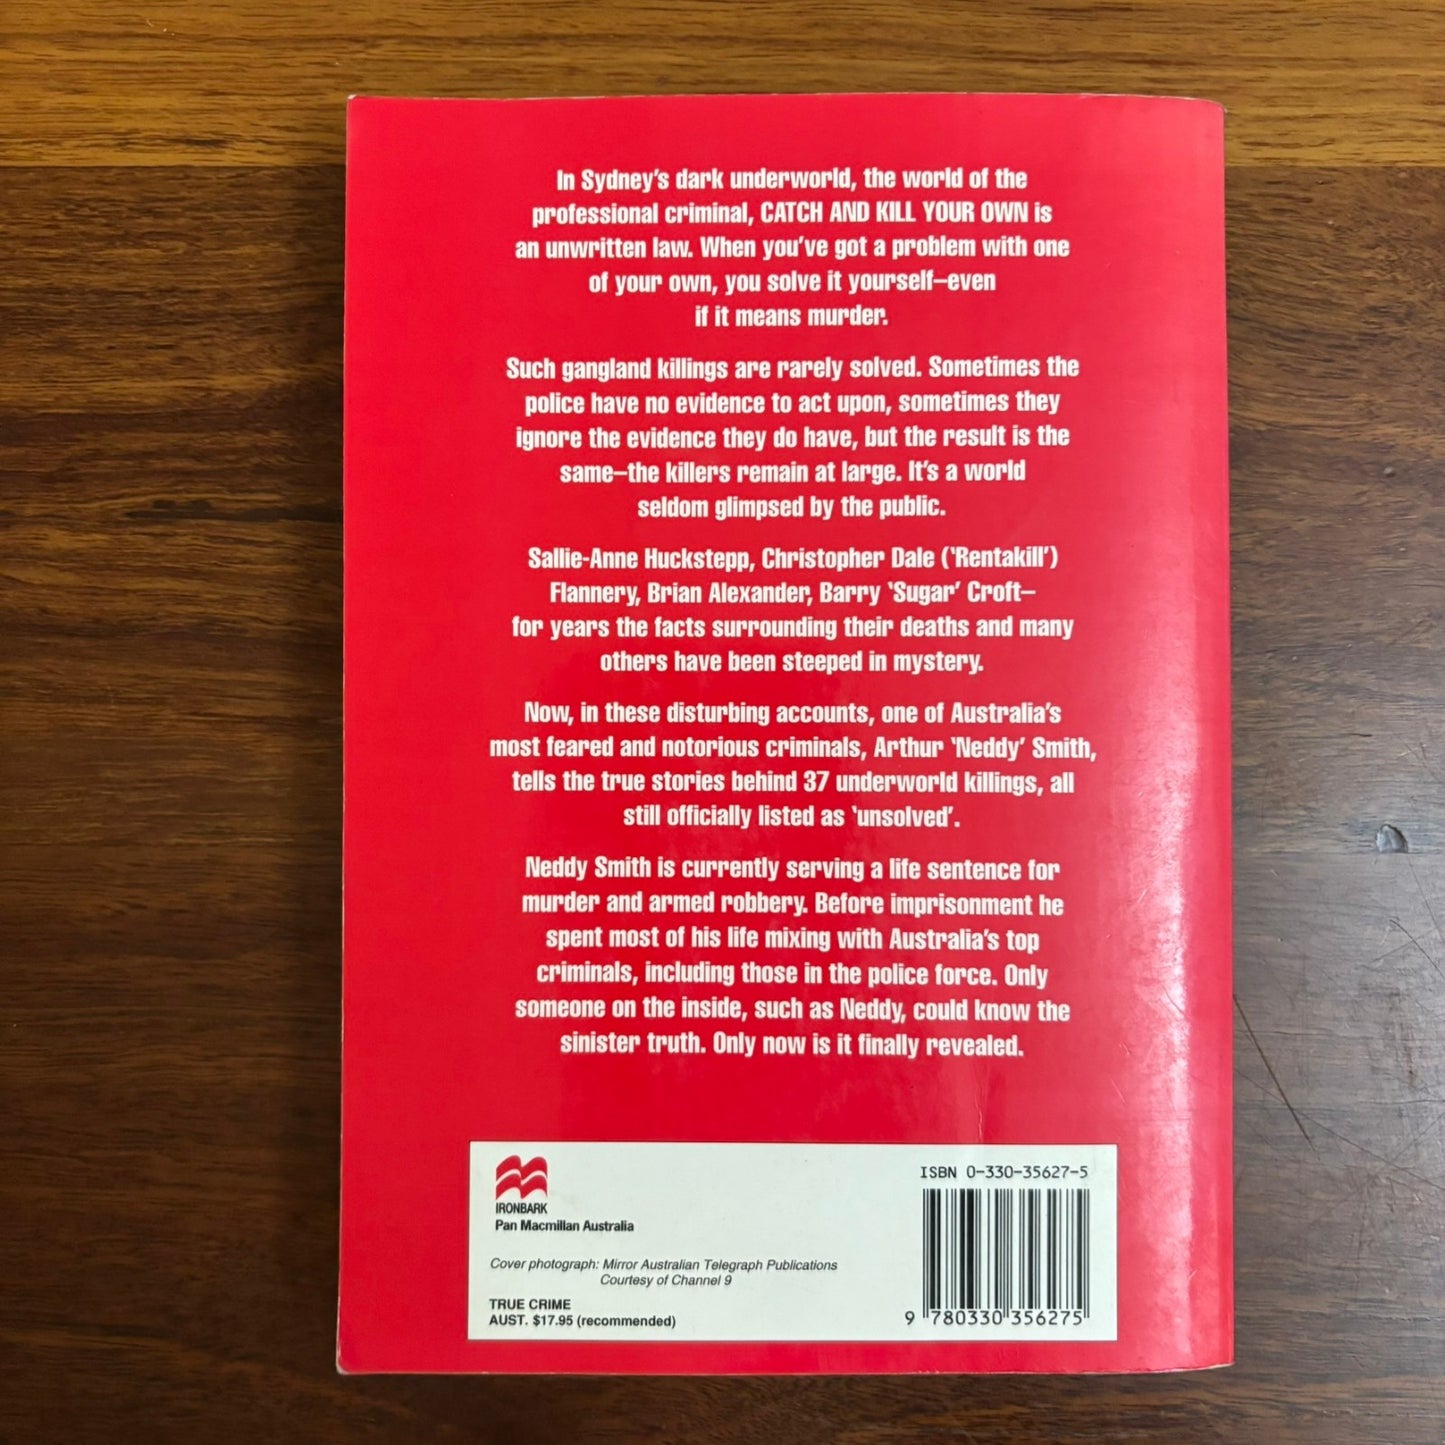 In Sydney's dark underworld, the world of the
professional criminal, CATCH AND KILL YOUR OWN is
an unwritten law. When you've got a problem with one
of your own, you solve it yourself–even
if it means murder.
Such gangland killings are rarely solved. Sometimes the
police have no evidence to act upon, sometimes they
ignore the evidence they do have, but the result is the
same–the killers remain at large. It's a world
seldom glimpsed by the public.
Sallie-Anne Huckstepp, Christopher Dale (‘Rentakill’)
Flannery, Brian Alexander, Barry ‘Sugar’ Croft–
for years the facts surrounding their deaths and many
others have been steeped in mystery.
Now, in these disturbing accounts, one of Australia's
most feared and notorious criminals, Arthur ‘Neddy’ Smith,
tells the true stories behind 37 underworld killings, all
still officially listed as ‘unsolved’.
Neddy Smith is currently serving a life sentence for
murder and armed robbery. Before imprisonment he
spent most of his life mixing with Australia's top
criminals, including those in the police force. Only
someone on the inside, such as Neddy, could know the
sinister truth. Only now is it finally revealed.
IRONBARK
Pan Macmillan Australia
Cover photograph: Mirror Australian Telegraph Publications
Courtesy of Channel 9
TRUE CRIME
AUST. $17.95 (recommended)
ISBN 0-330-35627-5
9 780330 356275